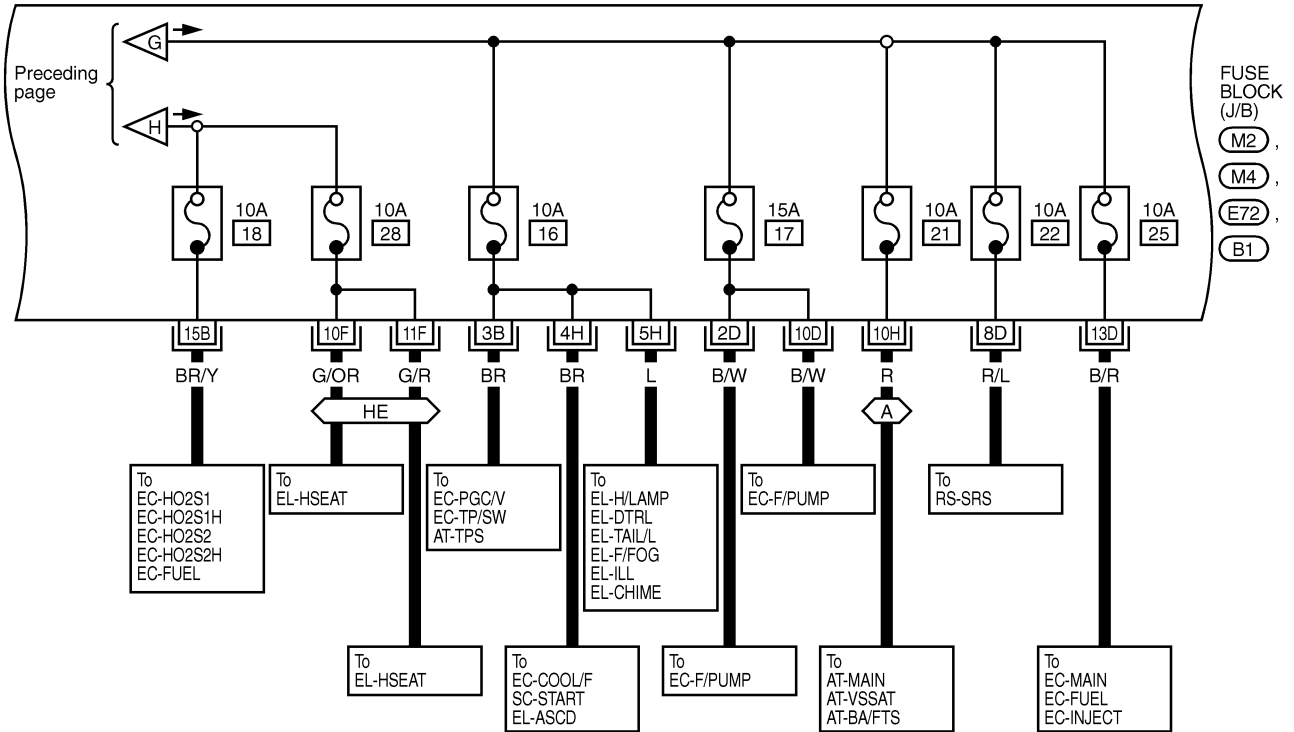 Preceding
page
G
H
FUSE
BLOCK
(J/B)
M2 ,
M4 ,
E72 ,
B1
10A
18
10A
28
10A
16
15A
17
10A
21
10A
22
10A
25
15B
10F
11F
3B
4H
5H
2D
10D
10H
8D
13D
BR/Y
G/OR
G/R
BR
BR
L
B/W
B/W
R
R/L
B/R
HE
A
To
EC-HO2S1
EC-HO2S1H
EC-HO2S2
EC-HO2S2H
EC-FUEL
To
EL-HSEAT
To
EC-PGC/V
EC-TP/SW
AT-TPS
To
EL-H/LAMP
EL-DTRL
EL-TAIL/L
EL-F/FOG
EL-ILL
EL-CHIME
To
EC-F/PUMP
To
RS-SRS
To
EL-HSEAT
To
EC-COOL/F
SC-START
EL-ASCD
To
EC-F/PUMP
To
AT-MAIN
AT-VSSAT
AT-BA/FTS
To
EC-MAIN
EC-FUEL
EC-INJECT